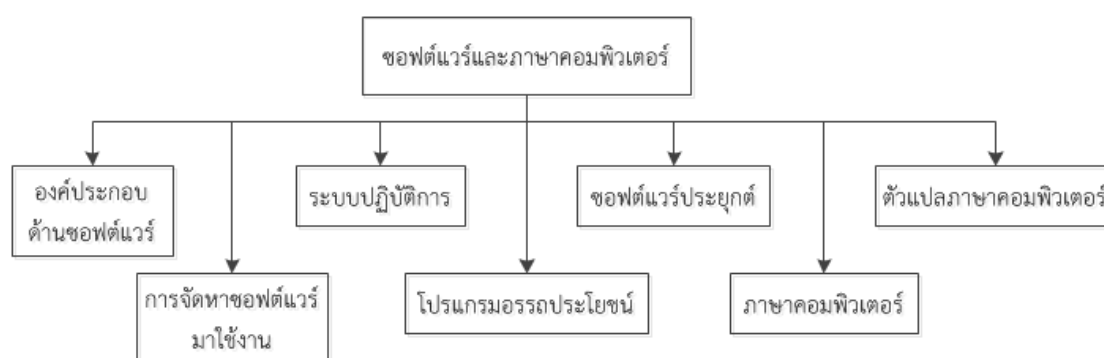 ซอฟต์แวร์และภาษาคอมพิวเตอร์
องค์ประกอบ
ด้านซอฟต์แวร์
ระบบปฏิบัติการ
ซอฟต์แวร์ประยุกต์
ตัวแปลภาษาคอมพิวเตอร์
การจัดหาซอฟต์แวร์
มาใช้งาน
โปรแกรมอรรถประโยชน์
ภาษาคอมพิวเตอร์